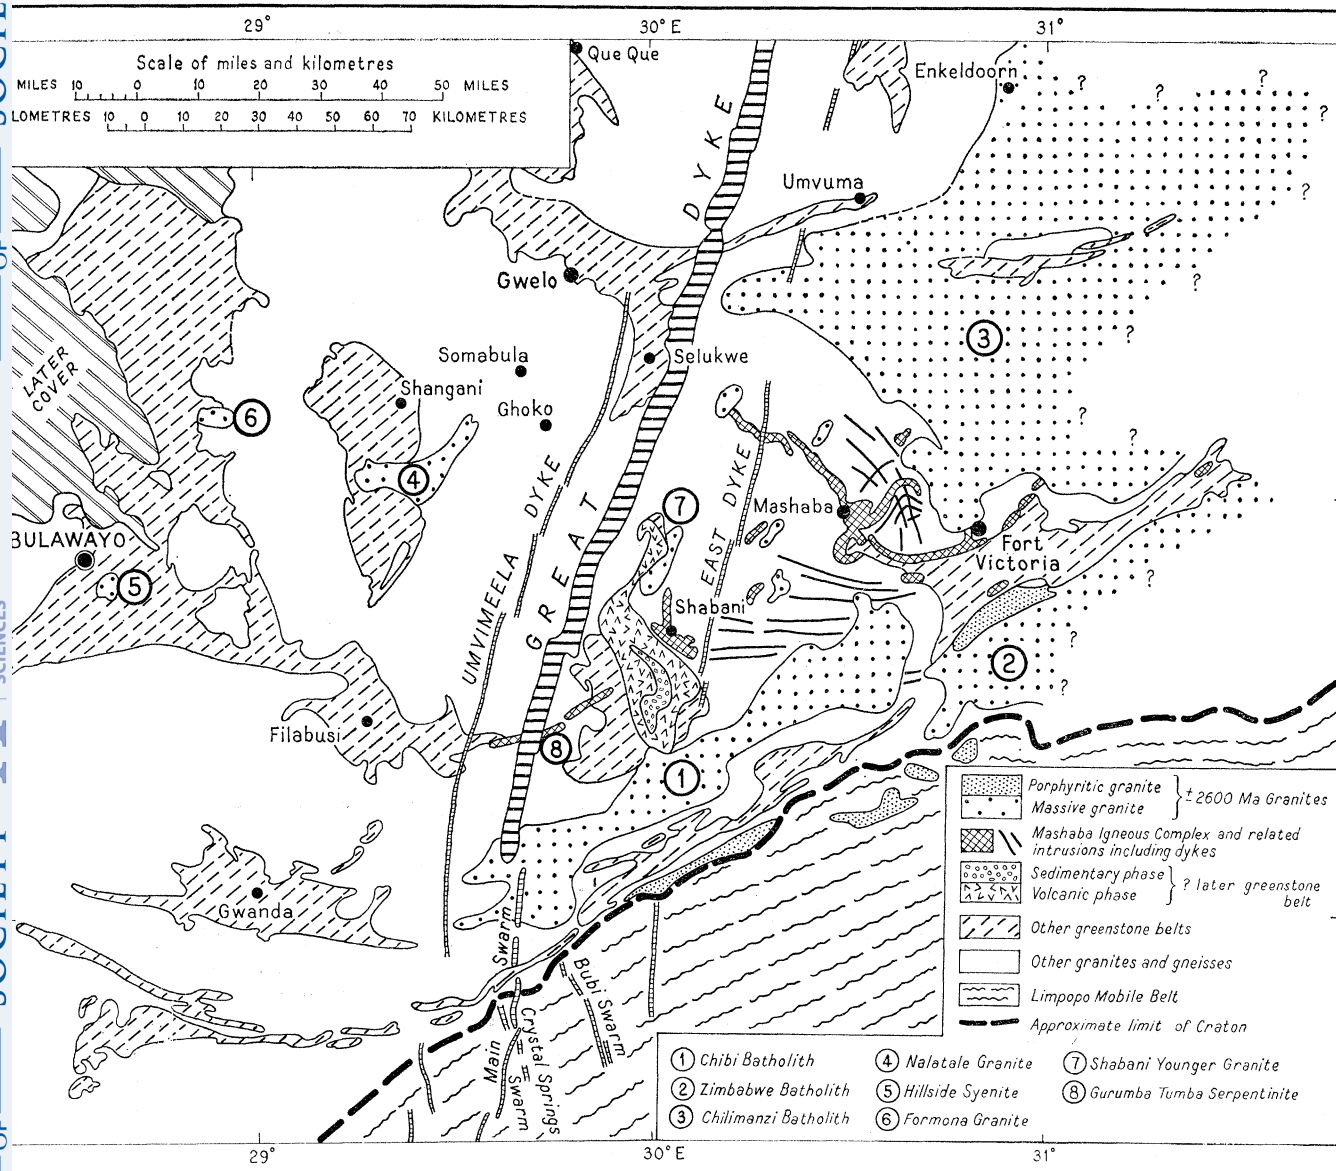 29°
30° E
31°
Scale of miles and kilometres
MILES 10 0 10 20 30 40 50 MILES
LOMETRES 10 0 10 20 30 40 50 60 70 KILOMETRES
Que Que
Enkeldoorn
?
?
?
?
?
DYKE
Umvuma
Gwelo
?
3
?
LATER
COVER
Somabula
Selukwe
Shangani
6
Ghoko
?
?
4
UMVIMEELA DYKE
GREAT
7
EAST DYKE
Mashaba
BULAWAYO
Fort
Victoria
5
Shabani
?
?
2
?
Filabusi
8
1
Gwanda
Swarm
Main
Crystal Springs
Swarm
Bubi Swarm
Porphyritic granite
Massive granite
±2600 Ma Granites
Mashaba Igneous Complex and related
intrusions including dykes
Sedimentary phase
Volcanic phase
? later greenstone
belt
Other greenstone belts
Other granites and gneisses
Limpopo Mobile Belt
Approximate limit of Craton
1 Chibi Batholith
2 Zimbabwe Batholith
3 Chilimanzi Batholith
4 Nalatale Granite
5 Hillside Syenite
6 Formona Granite
7 Shabani Younger Granite
8 Gurumba Tumba Serpentinite
29°
30° E
31°
OF
SOCIETY
SCIENCES
OF